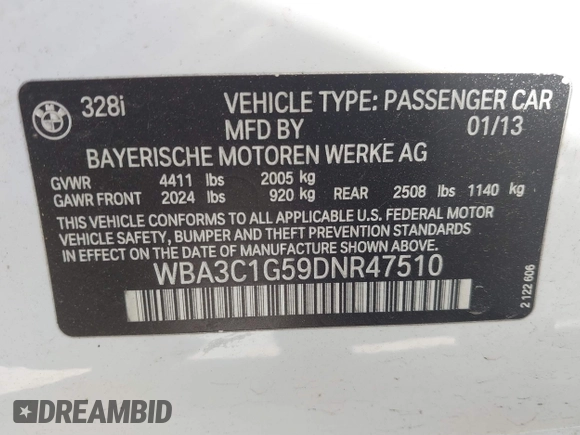 328i VEHICLE TYPE: PASSENGER CAR
MFD BY 01/13
BAYERISCHE MOTOREN WERKE AG
GVWR 4411 lbs 2005 kg
GAWR FRONT 2024 lbs 920 kg REAR 2508 lbs 1140 kg
THIS VEHICLE CONFORMS TO ALL APPLICABLE U.S. FEDERAL MOTOR
VEHICLE SAFETY, BUMPER, AND THEFT PREVENTION STANDARDS
IN EFFECT ON THE DATE OF MANUFACTURE SHOWN ABOVE.
WBA3C1G59DNR47510
2 122 606
DREAMBID